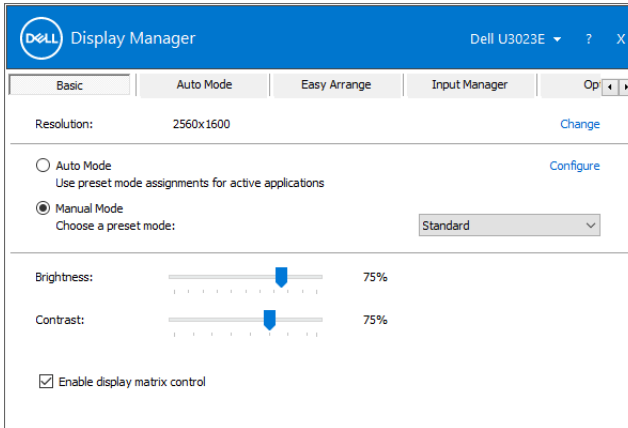 DELL Display Manager Dell U3023E ? X
Basic Auto Mode Easy Arrange Input Manager
Resolution: 2560x1600 Change
Auto Mode Configure
Use preset mode assignments for active applications
Manual Mode
Choose a preset mode: Standard
Brightness: 75%
Contrast: 75%
Enable display matrix control